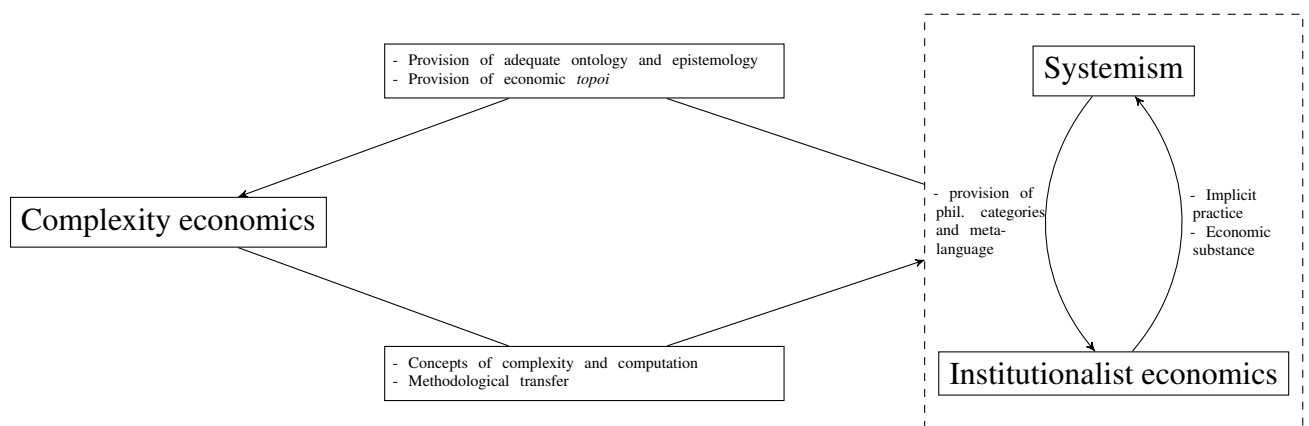 - Provision of adequate ontology and epistemology
- Provision of economic topoi
Systemism
Complexity economics
- provision of
phil. categories
and meta-
language
- Implicit
practice
- Economic
substance
- Concepts of complexity and computation
- Methodological transfer
Institutionalist economics